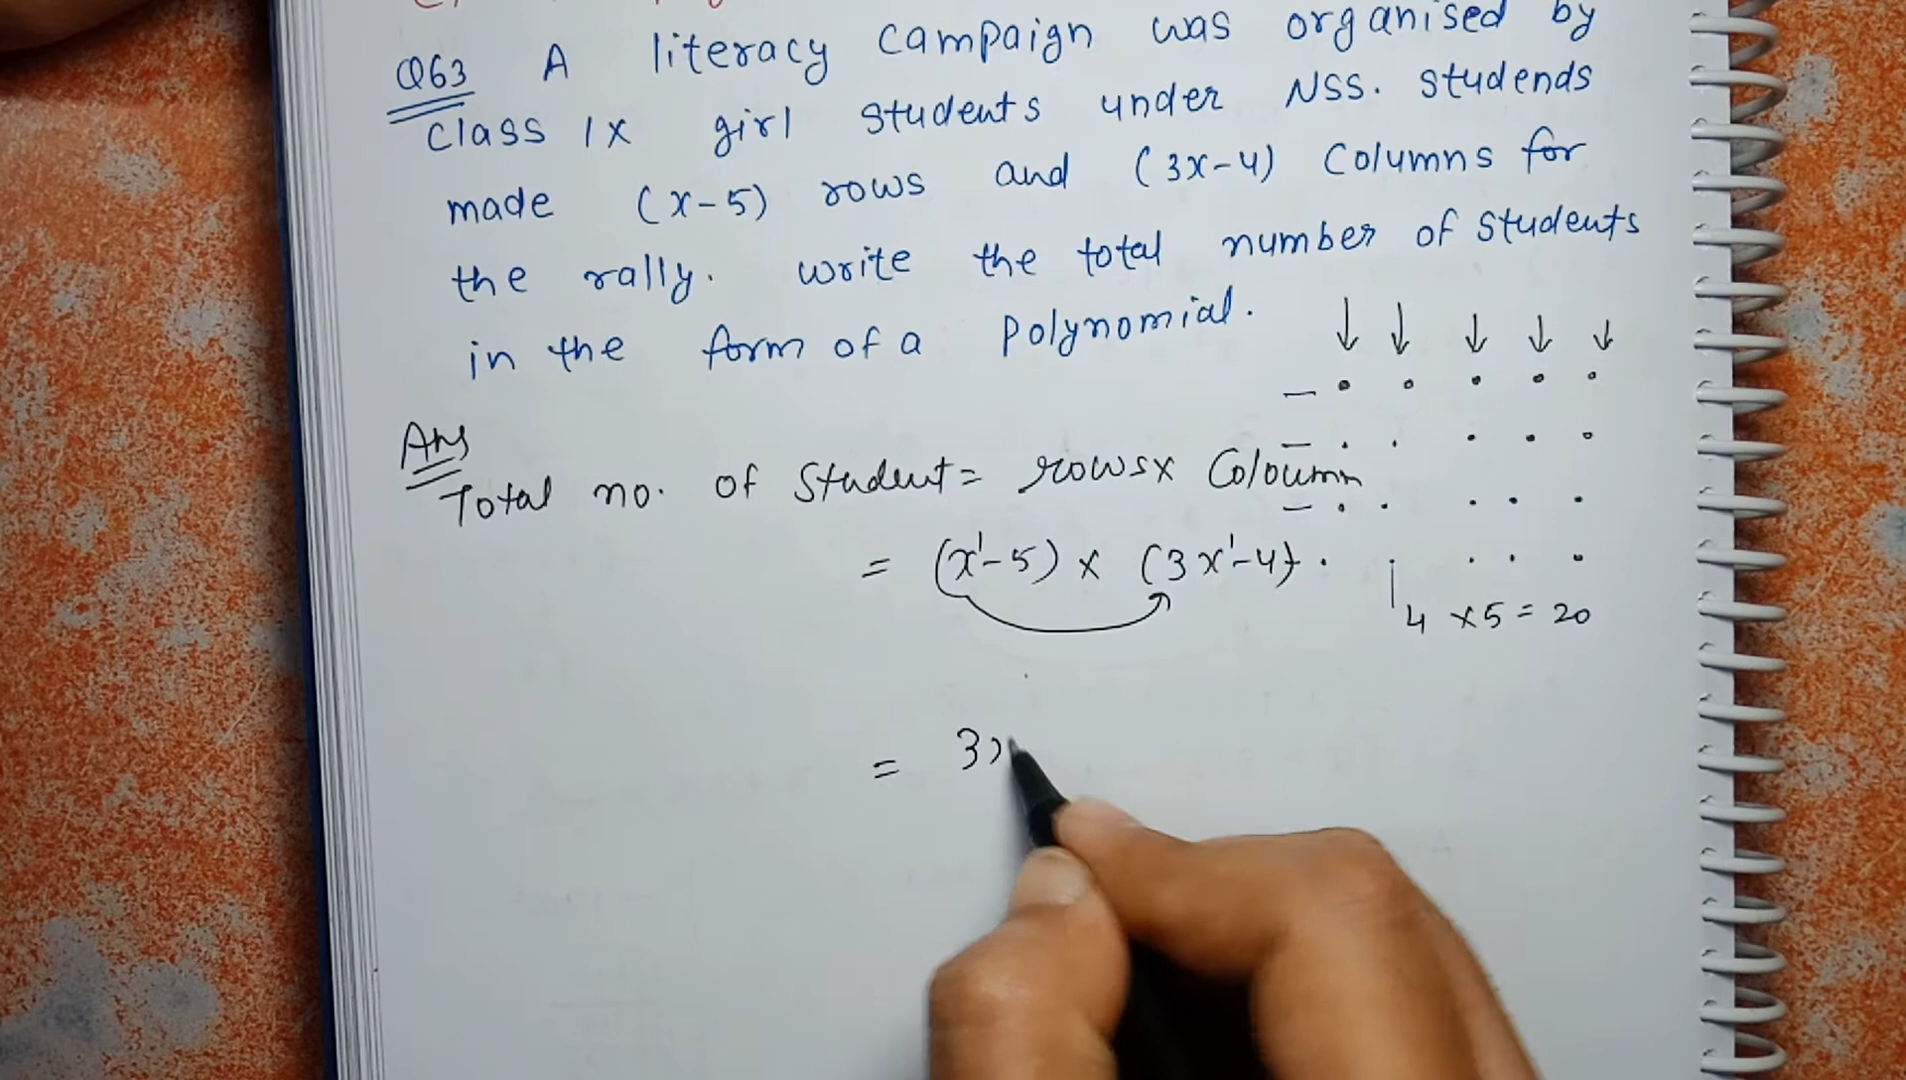 Q63 A literacy campaign was organised by
Class IX girl students under NSS. studends
made (x-5) rows and (3x-4) Columns for
the rally. write the total number of students
in the form of a Polynomial.
Ans
Total no. of Student = rows x Coloumn
= (x¹-5) x (3x¹-4).
4 x 5 = 20
= 3x